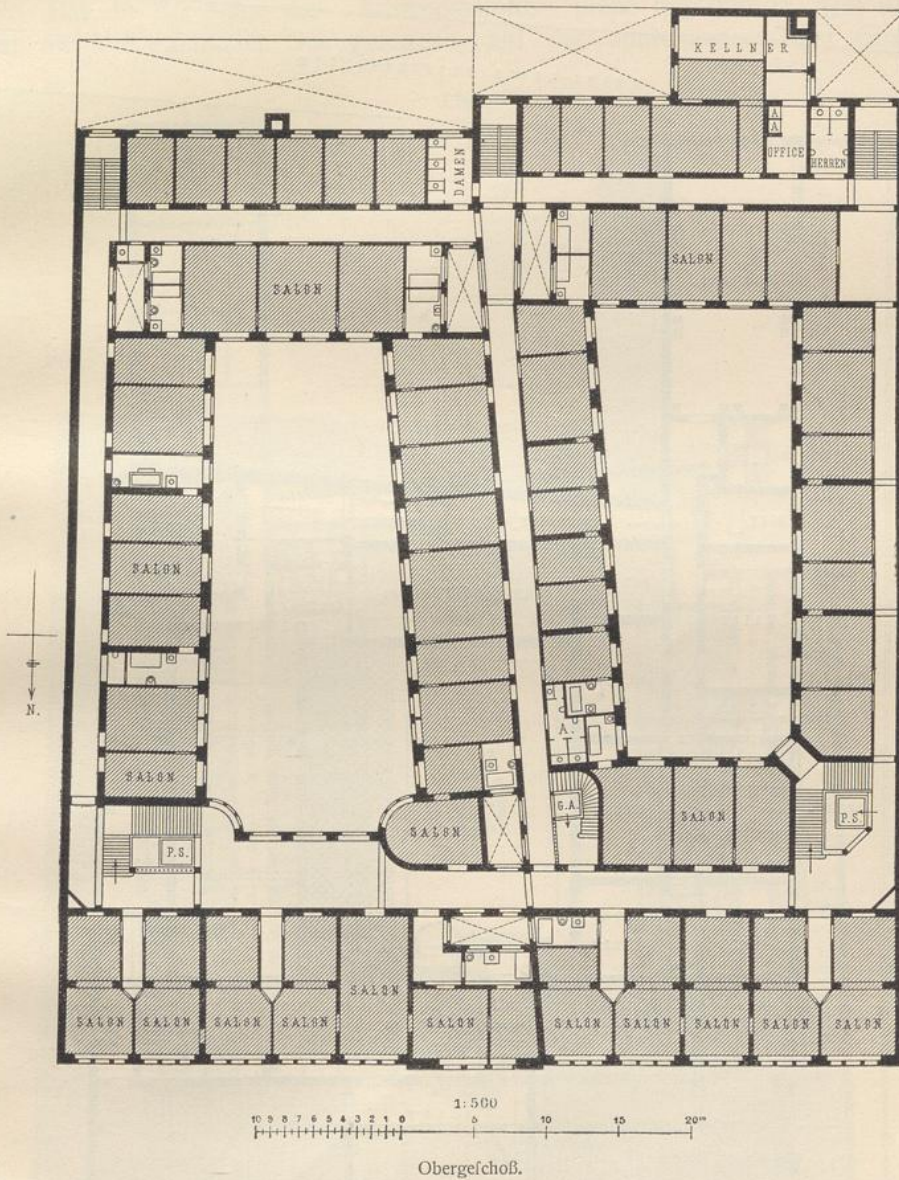 KELLNER
A
A
OFFICE
HERREN
DAMEN
SALON
SALON
SALON
SALON
A.
SALON
G.A.
SALON
SALON
P.S.
P.S.
SALON
SALON
SALON
SALON
SALON
SALON
SALON
SALON
SALON
SALON
SALON
N.
1:500
10 9 8 7 6 5 4 3 2 1 0 5 10 15 20m
Obergeſchoß.